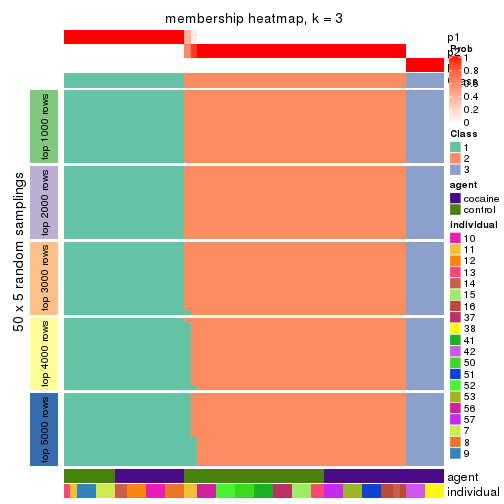 membership heatmap, k = 3
p1
p2
Prob
1
0.8
0.6
0.4
0.2
0
Class
1
2
3
agent
cocaine
control
individual
10
11
12
13
14
15
16
37
38
41
42
50
51
52
53
56
57
7
8
9
50 x 5 random samplings
top 1000 rows
top 2000 rows
top 3000 rows
top 4000 rows
top 5000 rows
agent
individual